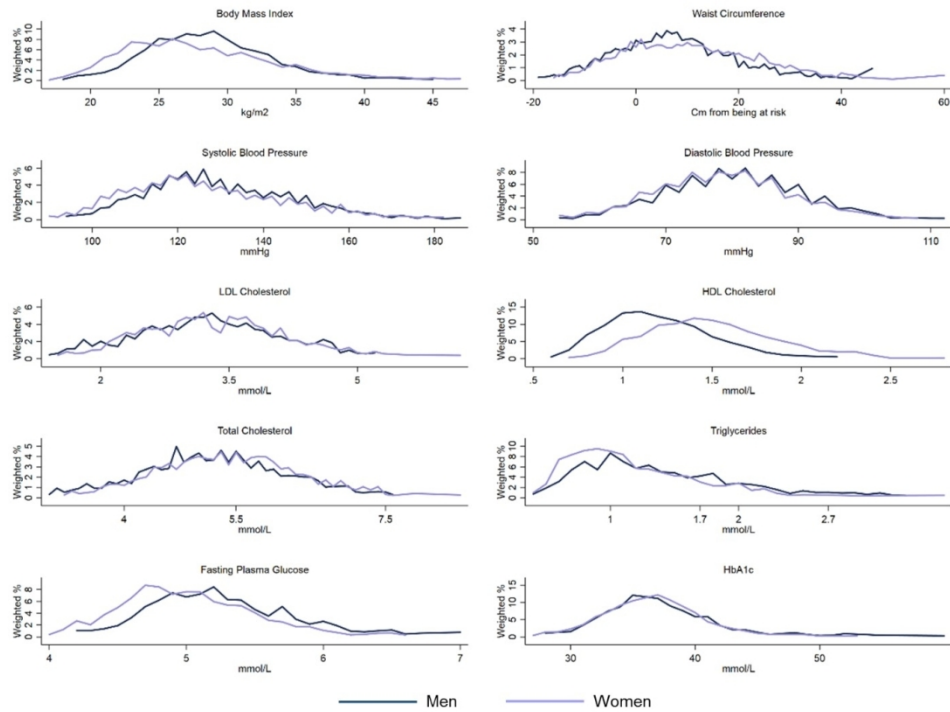 Body Mass Index
Weighted %
0 2 4 6 8 10
20 25 30 35 40 45
kg/m2
Waist Circumference
Weighted %
0 1 2 3 4
-20 0 20 40 60
Cm from being at risk
Systolic Blood Pressure
Weighted %
0 2 4 6
100 120 140 160 180
mmHg
Diastolic Blood Pressure
Weighted %
0 2 4 6 8
50 70 90 110
mmHg
LDL Cholesterol
Weighted %
0 2 4 6
2 3.5 5
mmol/L
HDL Cholesterol
Weighted %
0 5 10 15
.5 1 1.5 2 2.5
mmol/L
Total Cholesterol
Weighted %
0 1 2 3 4 5
4 5.5 7.5
mmol/L
Triglycerides
Weighted %
0 2 4 6 8 10
1 1.7 2 2.7
mmol/L
Fasting Plasma Glucose
Weighted %
0 2 4 6 8
4 5 6 7
mmol/L
HbA1c
Weighted %
0 5 10 15
30 40 50
mmol/L
Men Women